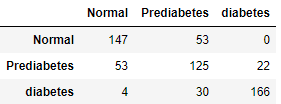 Normal Prediabetes diabetes
Normal 147 53 0
Prediabetes 53 125 22
diabetes 4 30 166